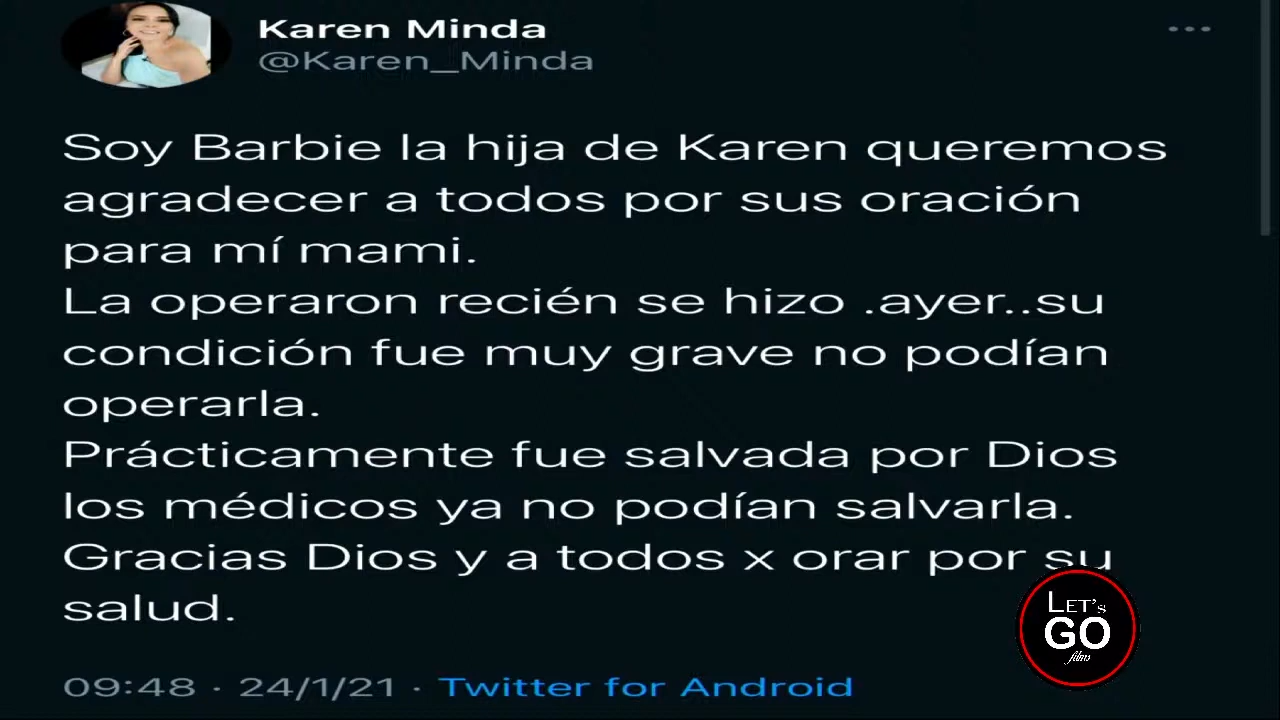 Karen Minda
@Karen_Minda
Soy Barbie la hija de Karen queremos
agradecer a todos por sus oración
para mí mami.
La operaron recién se hizo .ayer..su
condición fue muy grave no podían
operarla.
Prácticamente fue salvada por Dios
los médicos ya no podían salvarla.
Gracias Dios y a todos x orar por su
salud.
LET'S
GO
films
09:48 · 24/1/21 · Twitter for Android